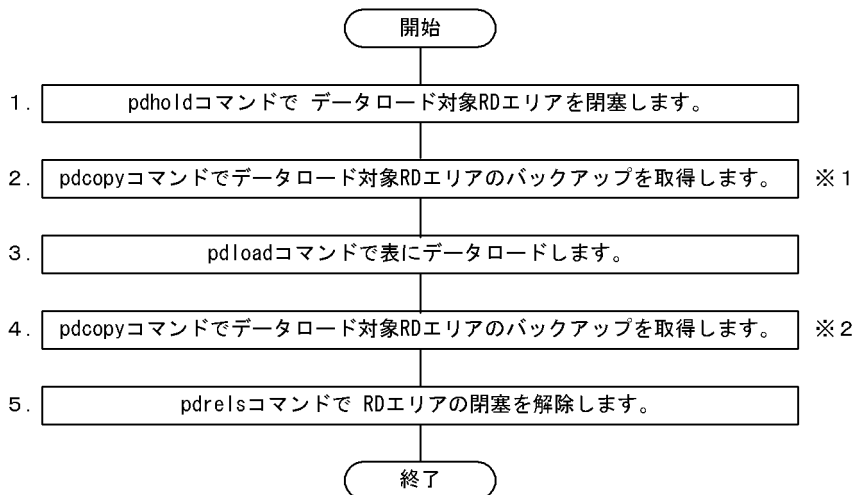 開始
1. pdholdコマンドで データロード対象RDエリアを閉塞します。
2. pdcopyコマンドでデータロード対象RDエリアのバックアップを取得します。 ※1
3. pdloadコマンドで表にデータロードします。
4. pdcopyコマンドでデータロード対象RDエリアのバックアップを取得します。 ※2
5. pdrelsコマンドで RDエリアの閉塞を解除します。
終了